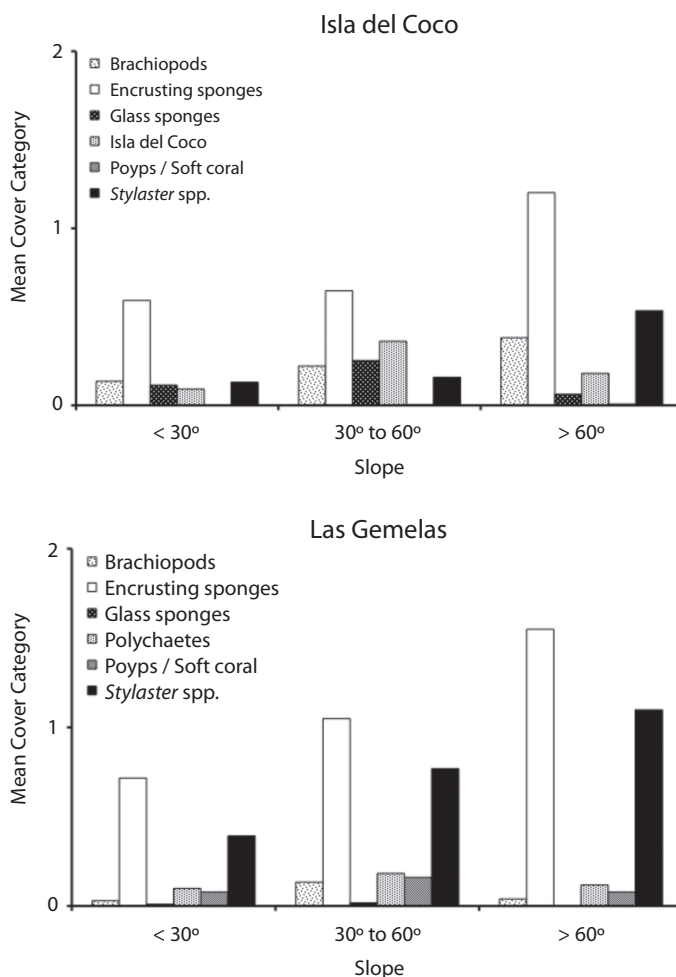 Isla del Coco
2
Brachiopods
Encrusting sponges
Glass sponges
Isla del Coco
Poyps / Soft coral
Stylaster spp.
Mean Cover Category
1
0
< 30º
30º to 60º
> 60º
Slope
Las Gemelas
2
Brachiopods
Encrusting sponges
Glass sponges
Polychaetes
Poyps / Soft coral
Stylaster spp.
Mean Cover Category
1
0
< 30º
30º to 60º
> 60º
Slope